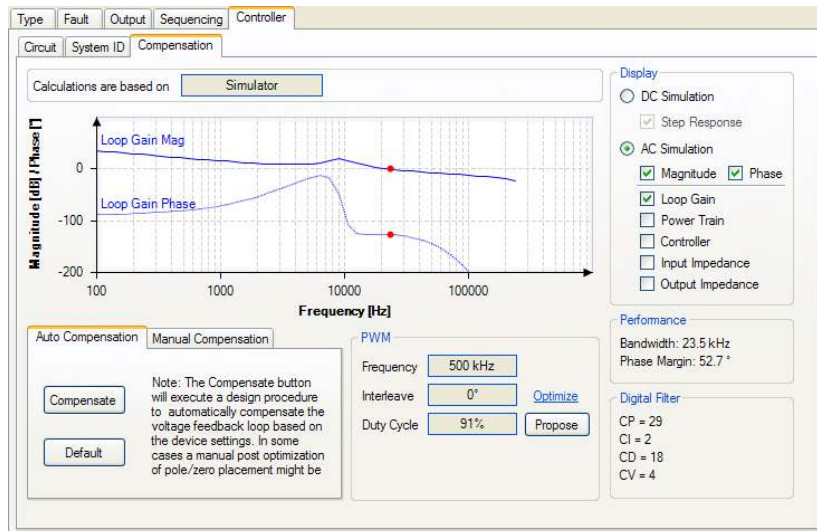 Type Fault Output Sequencing Controller
Circuit System ID Compensation
Calculations are based on Simulator
Magnitude [dB] / Phase [°]
Loop Gain Mag
Loop Gain Phase
0
-100
-200
100 1000 10000 100000
Frequency [Hz]
Display
DC Simulation
Step Response
AC Simulation
Magnitude Phase
Loop Gain
Power Train
Controller
Input Impedance
Output Impedance
Performance
Bandwidth: 23.5 kHz
Phase Margin: 52.7 °
Digital Filter
CP = 29
CI = 2
CD = 18
CV = 4
Auto Compensation Manual Compensation
Compensate
Default
Note: The Compensate button
will execute a design procedure
to automatically compensate the
voltage feedback loop based on
the device settings. In some
cases a manual post optimization
of pole/zero placement might be
PWM
Frequency 500 kHz
Interleave 0° Optimize
Duty Cycle 91% Propose